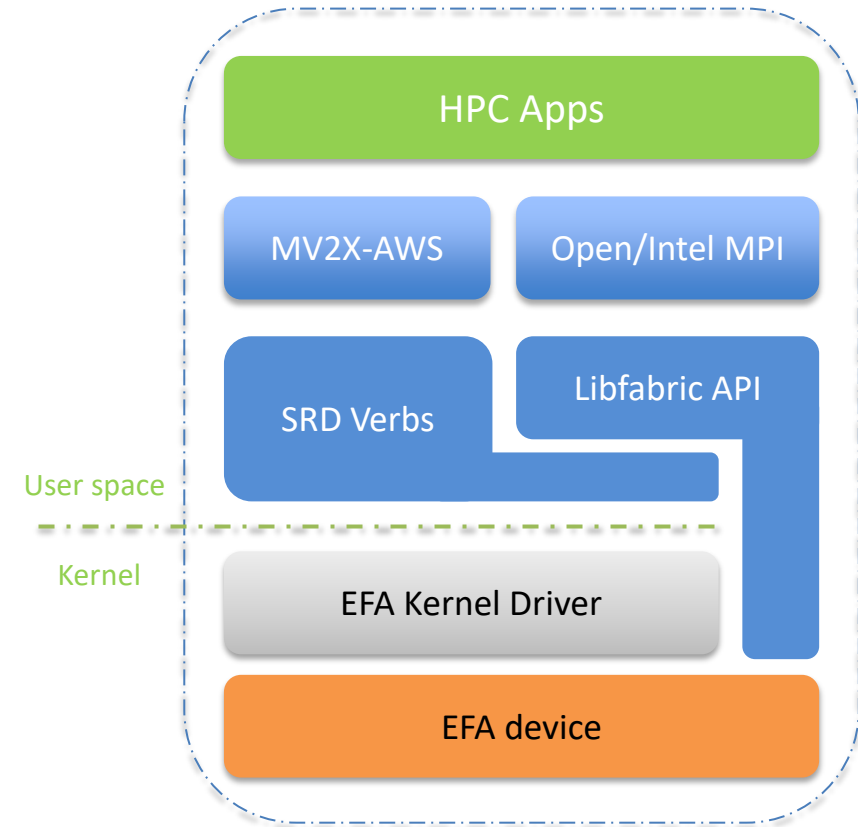 HPC Apps
MV2X-AWS
Open/Intel MPI
SRD Verbs
Libfabric API
User space
Kernel
EFA Kernel Driver
EFA device